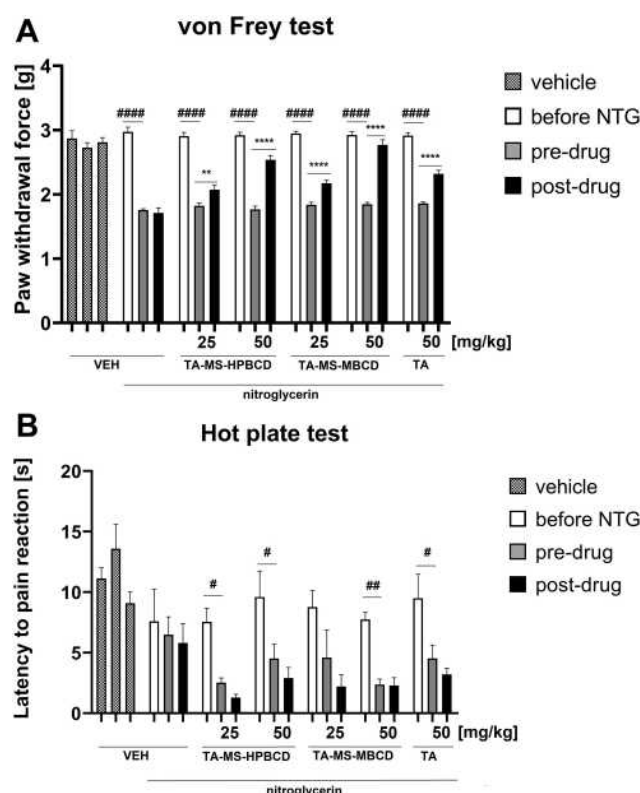 A
von Frey test
Paw withdrawal force [g]
4
3
2
1
0
#### #### #### #### #### ####
** **** **** **** ****
vehicle
before NTG
pre-drug
post-drug
25 50 25 50 50 [mg/kg]
VEH TA-MS-HPBCD TA-MS-MBCD TA
nitroglycerin
B
Hot plate test
Latency to pain reaction [s]
20
15
10
5
0
# # ## #
vehicle
before NTG
pre-drug
post-drug
25 50 25 50 50 [mg/kg]
VEH TA-MS-HPBCD TA-MS-MBCD TA
nitroglycerin